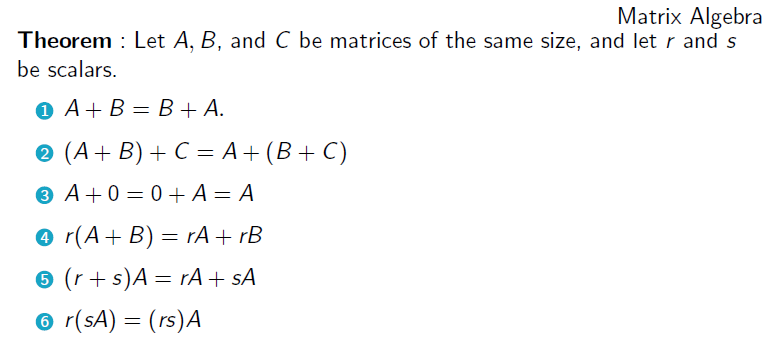 Matrix Algebra
Theorem : Let A, B, and C be matrices of the same size, and let r and s
be scalars.
1 A + B = B + A.
2 (A + B) + C = A + (B + C)
3 A + 0 = 0 + A = A
4 r(A + B) = rA + rB
5 (r + s)A = rA + sA
6 r(sA) = (rs)A